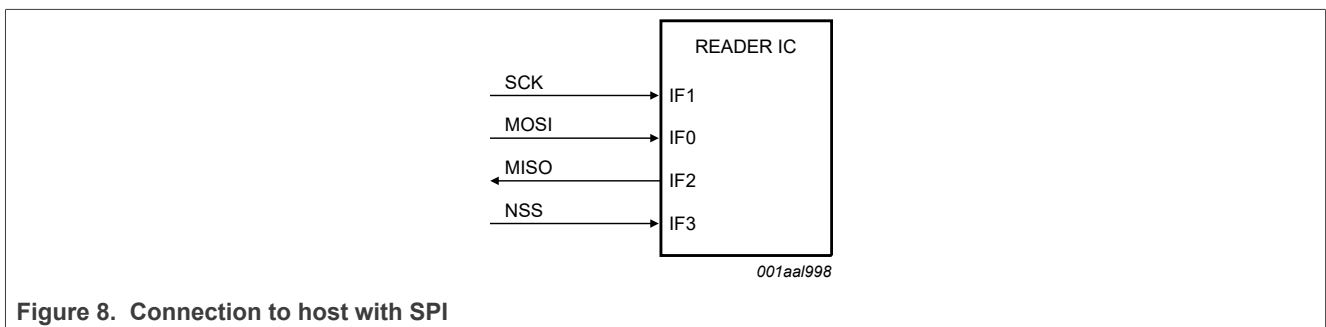 READER IC
SCK
IF1
MOSI
IF0
MISO
IF2
NSS
IF3
001aal998
Figure 8. Connection to host with SPI